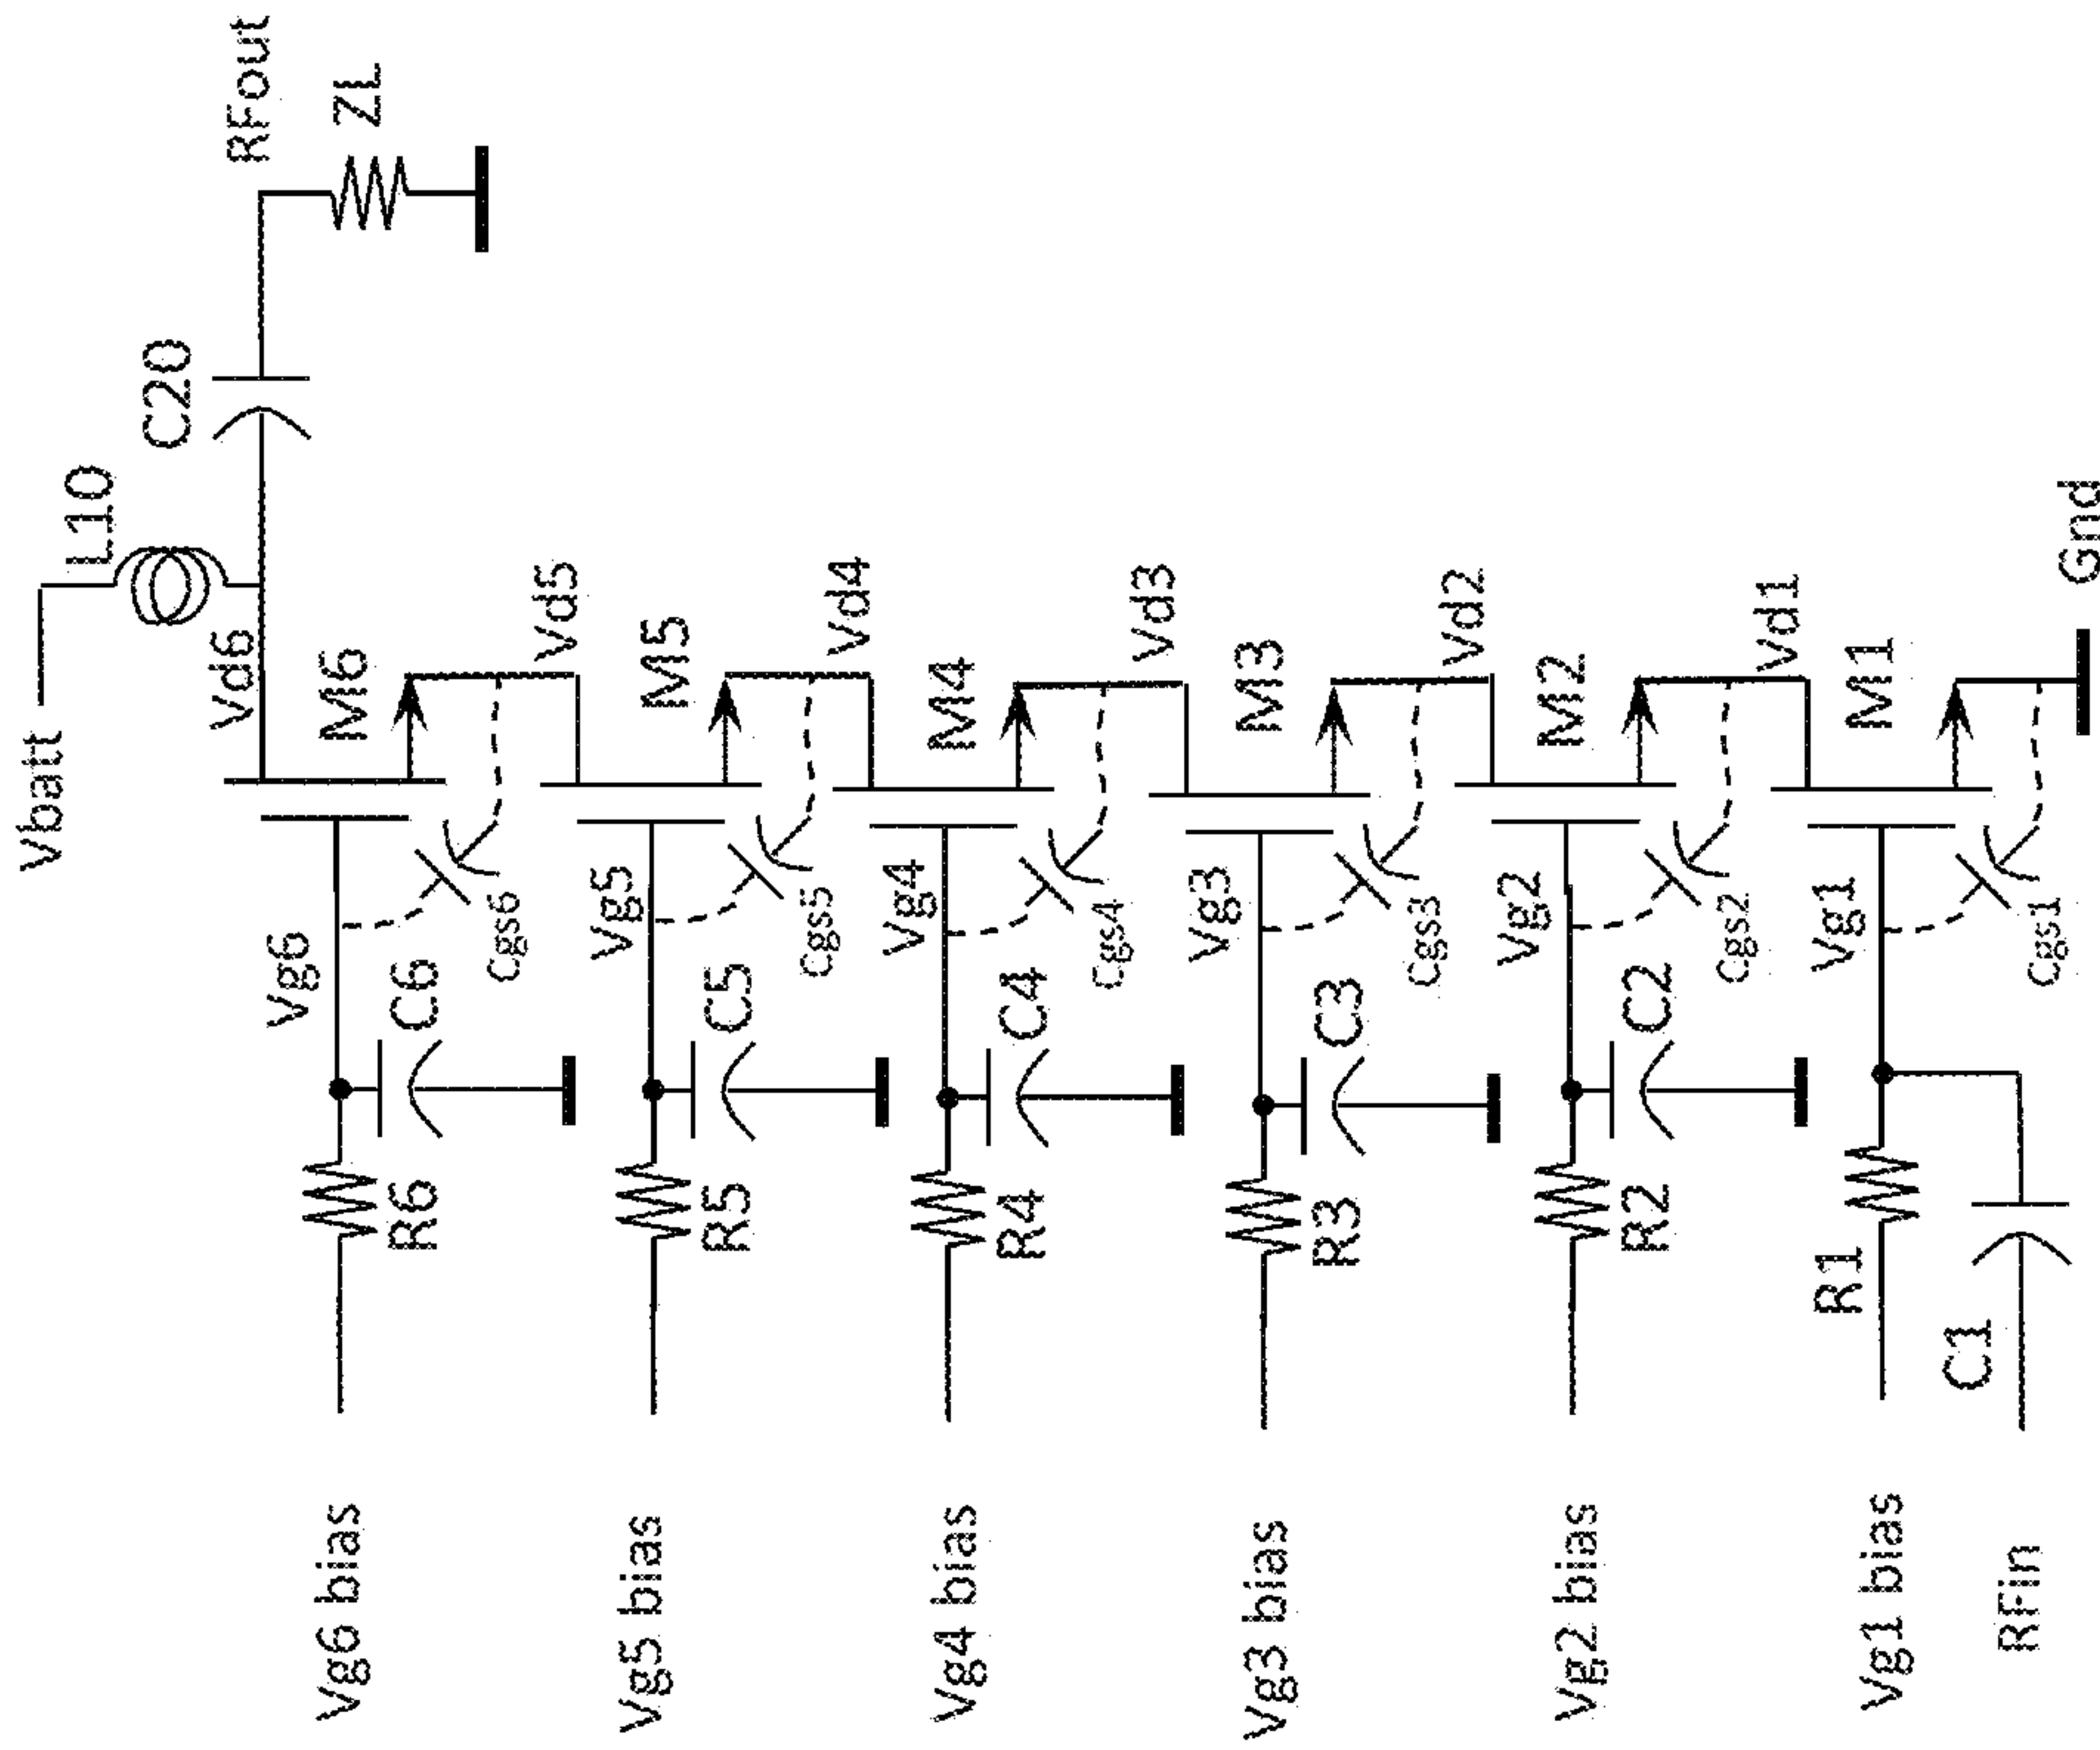 Vbatt
L10
C20
RFout
ZL
Vd6
M6
Vg6 bias
R6
C6
Vg6
Cgs6
Vd5
M5
Vg5 bias
R5
C5
Vg5
Cgs5
Vd4
M4
Vg4 bias
R4
C4
Vg4
Cgs4
Vd3
M3
Vg3 bias
R3
C3
Vg3
Cgs3
Vd2
M2
Vg2 bias
R2
C2
Vg2
Cgs2
Vd1
M1
Vg1 bias
R1
Vg1
Cgs1
RFin
C1
Gnd